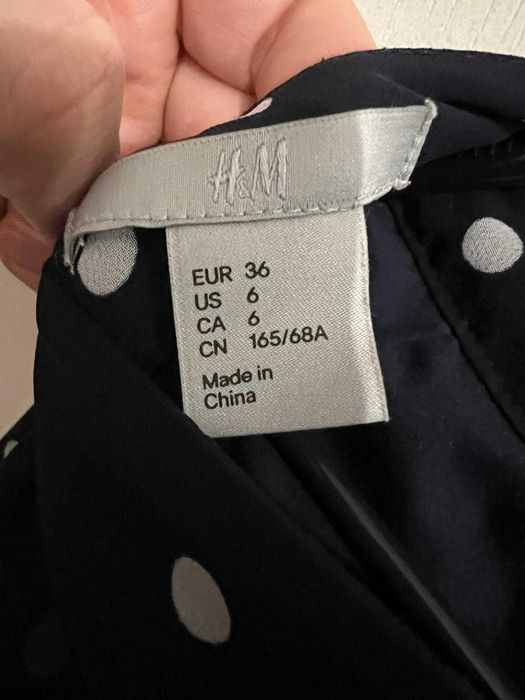 H&M
EUR 36
US 6
CA 6
CN 165/68A
Made in
China